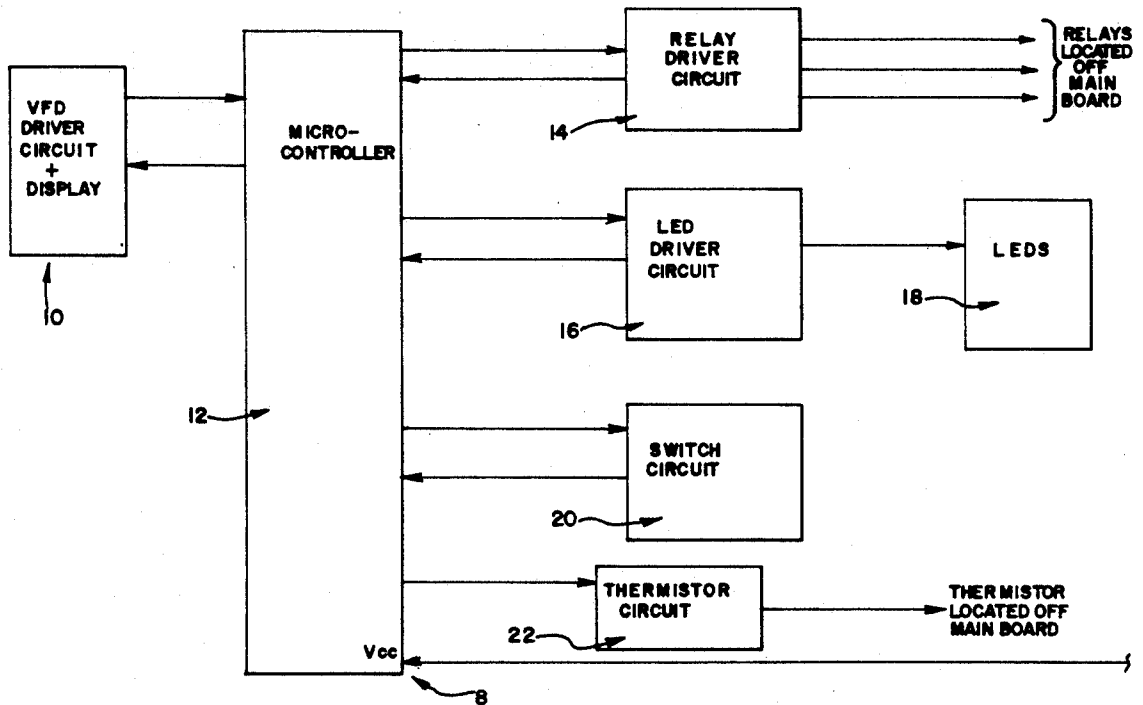 VFD
DRIVER
CIRCUIT
+
DISPLAY
10
MICRO-
CONTROLLER
12
Vcc
8
RELAY
DRIVER
CIRCUIT
14
RELAYS
LOCATED
OFF
MAIN
BOARD
LED
DRIVER
CIRCUIT
16
LEDS
18
SWITCH
CIRCUIT
20
THERMISTOR
CIRCUIT
22
THERMISTOR
LOCATED OFF
MAIN BOARD